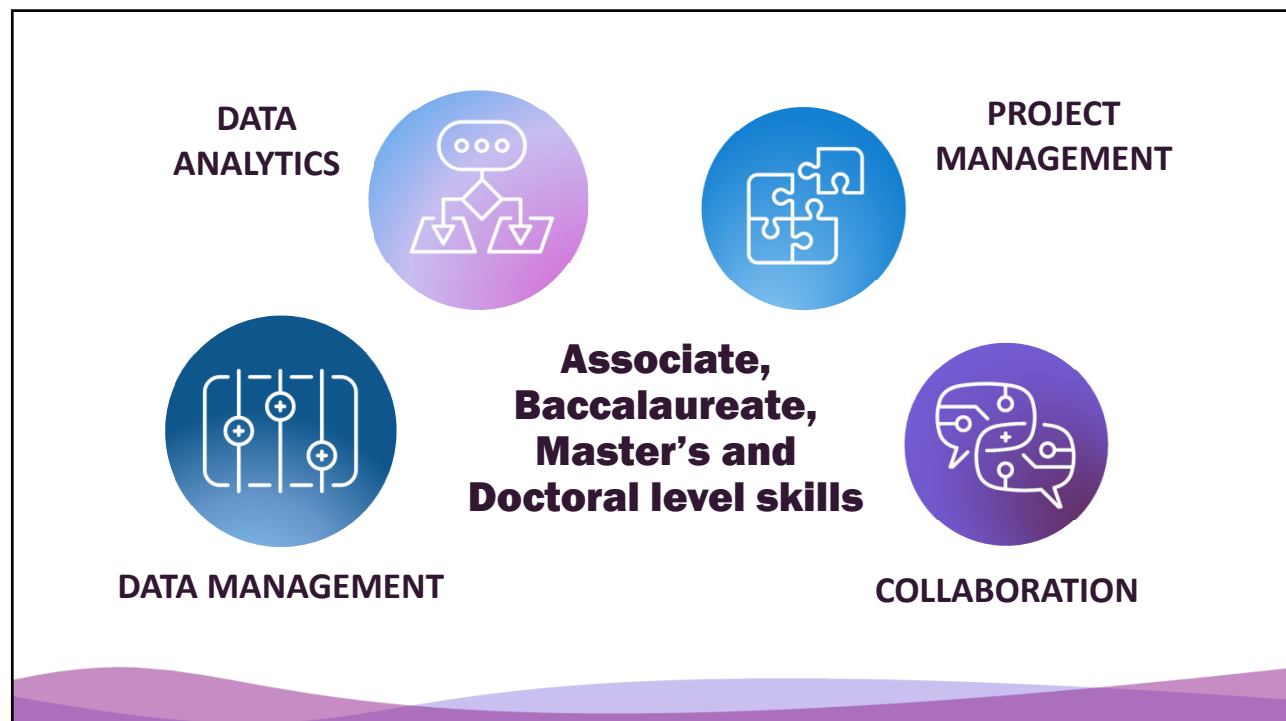 DATA
ANALYTICS
PROJECT
MANAGEMENT
Associate,
Baccalaureate,
Master’s and
Doctoral level skills
DATA MANAGEMENT
COLLABORATION